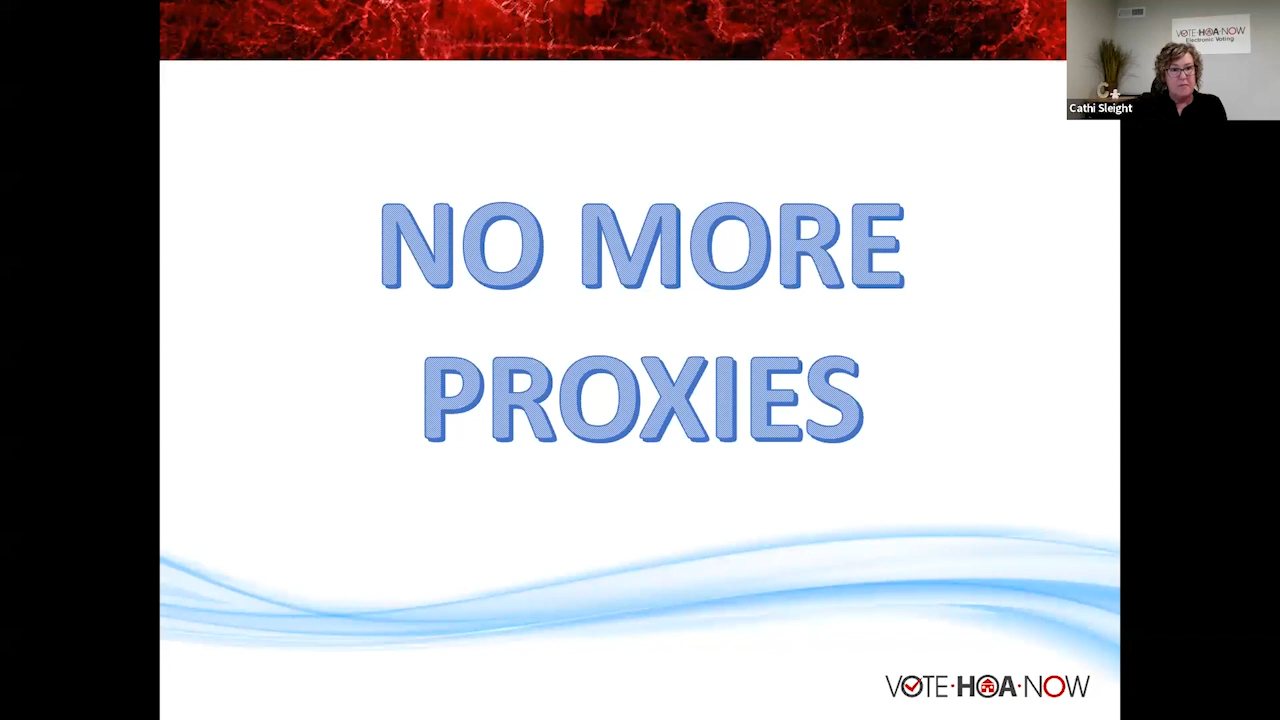 VOTE·HOA·NOW
Electronic Voting
Cathi Sleight
NO MORE
PROXIES
VOTE·HOA·NOW